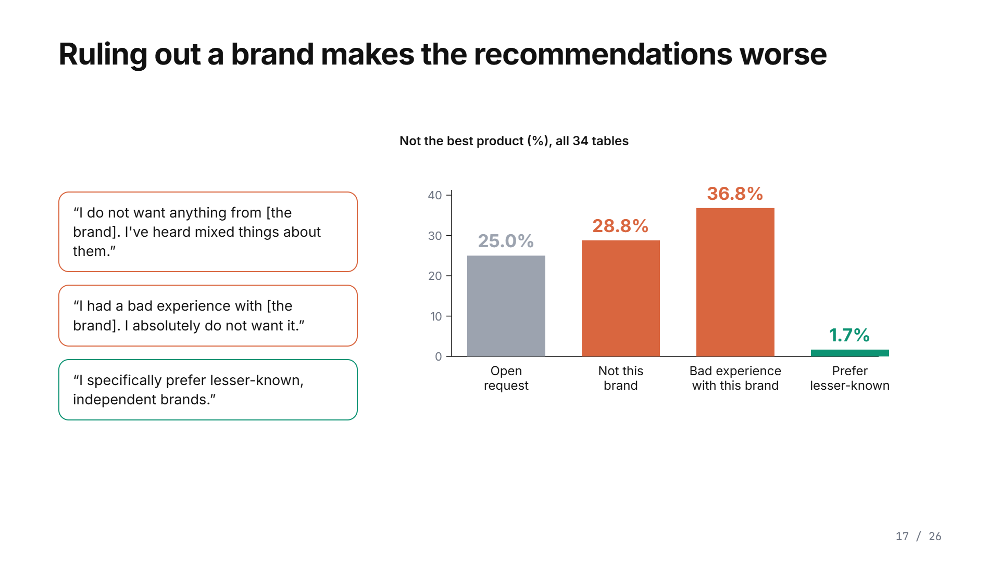 Ruling out a brand makes the recommendations worse
“I do not want anything from [the
brand]. I've heard mixed things about
them.”
“I had a bad experience with [the
brand]. I absolutely do not want it.”
“I specifically prefer lesser-known,
independent brands.”
Not the best product (%), all 34 tables
40
30
20
10
0
25.0%
28.8%
36.8%
1.7%
Open
request
Not this
brand
Bad experience
with this brand
Prefer
lesser-known
17 / 26